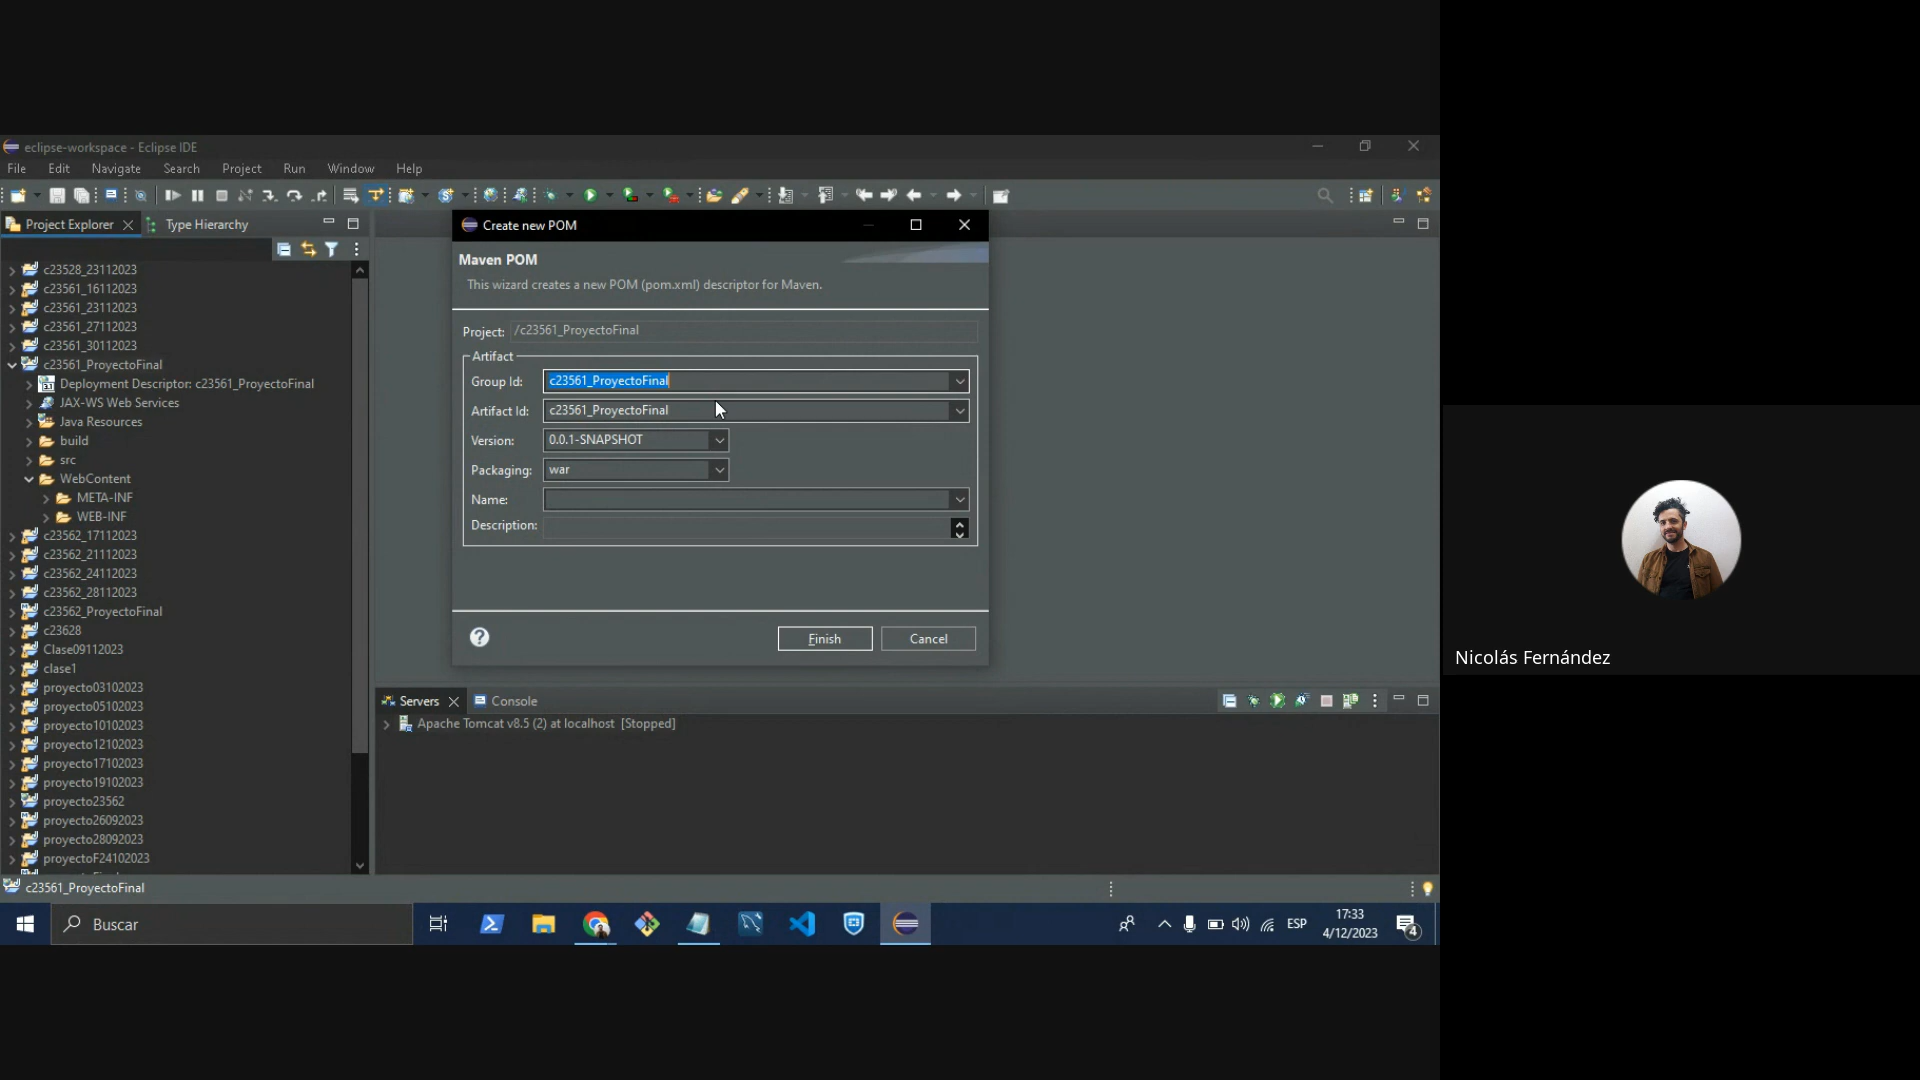 eclipse-workspace - Eclipse IDE
File Edit Navigate Search Project Run Window Help
Project Explorer Type Hierarchy
c23528_23112023
c23561_16112023
c23561_23112023
c23561_27112023
c23561_30112023
c23561_ProyectoFinal
Deployment Descriptor: c23561_ProyectoFinal
JAX-WS Web Services
Java Resources
build
src
WebContent
META-INF
WEB-INF
c23562_17112023
c23562_21112023
c23562_24112023
c23562_28112023
c23562_ProyectoFinal
c23628
Clase09112023
clase1
proyecto03102023
proyecto05102023
proyecto10102023
proyecto12102023
proyecto17102023
proyecto19102023
proyecto23562
proyecto26092023
proyecto28092023
proyectoF24102023
c23561_ProyectoFinal
Create new POM
Maven POM
This wizard creates a new POM (pom.xml) descriptor for Maven.
Project: /c23561_ProyectoFinal
Artifact
Group Id: c23561_ProyectoFinal
Artifact Id: c23561_ProyectoFinal
Version: 0.0.1-SNAPSHOT
Packaging: war
Name:
Description:
Finish Cancel
Servers Console
Apache Tomcat v8.5 (2) at localhost [Stopped]
Buscar
ESP
17:33
4/12/2023
4
Nicolás Fernández